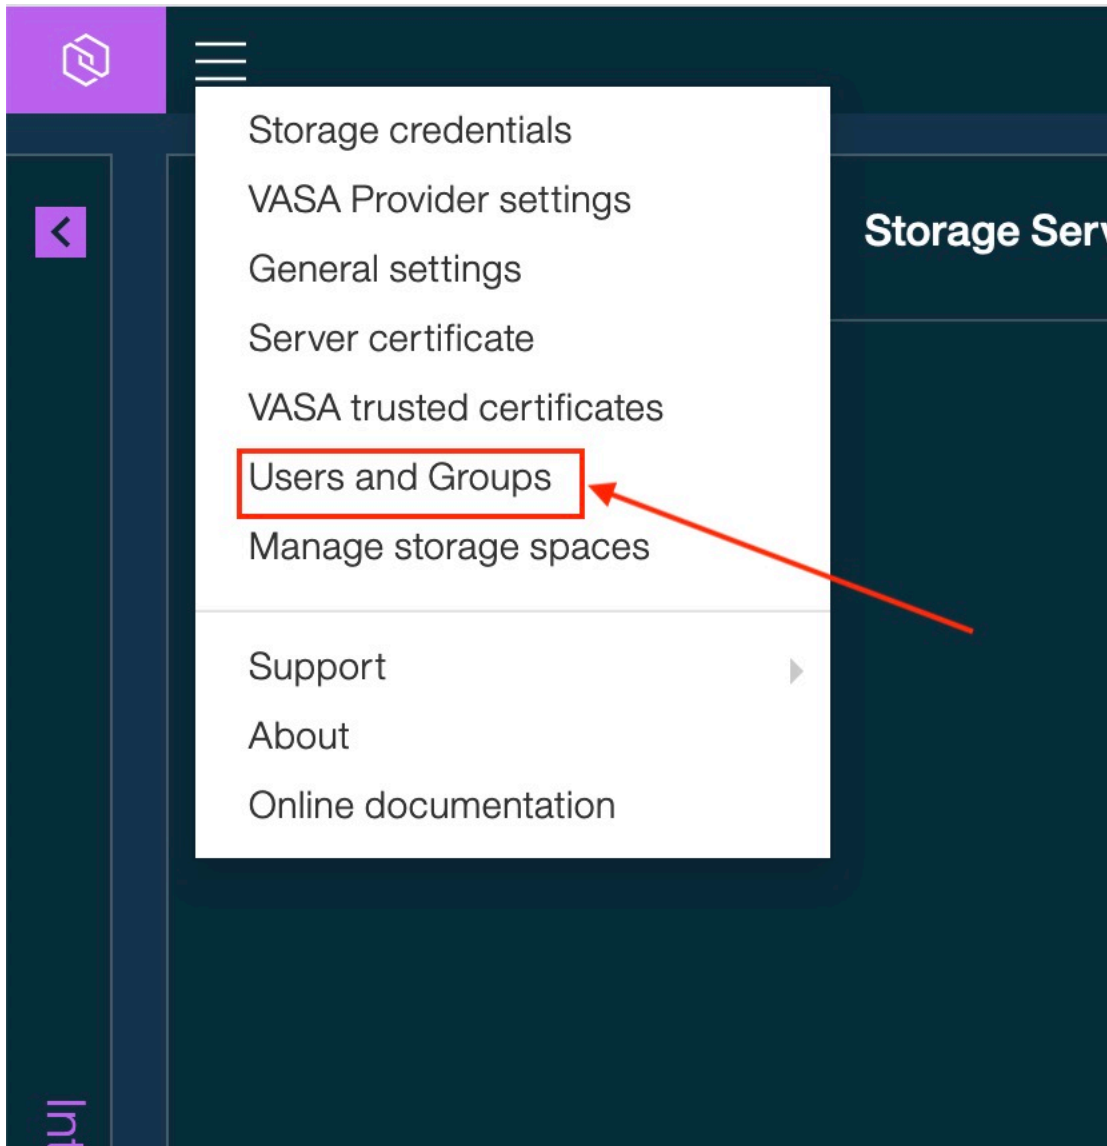 Storage credentials
VASA Provider settings
General settings
Server certificate
VASA trusted certificates
Users and Groups
Manage storage spaces
Support
About
Online documentation
Storage Serv
Int